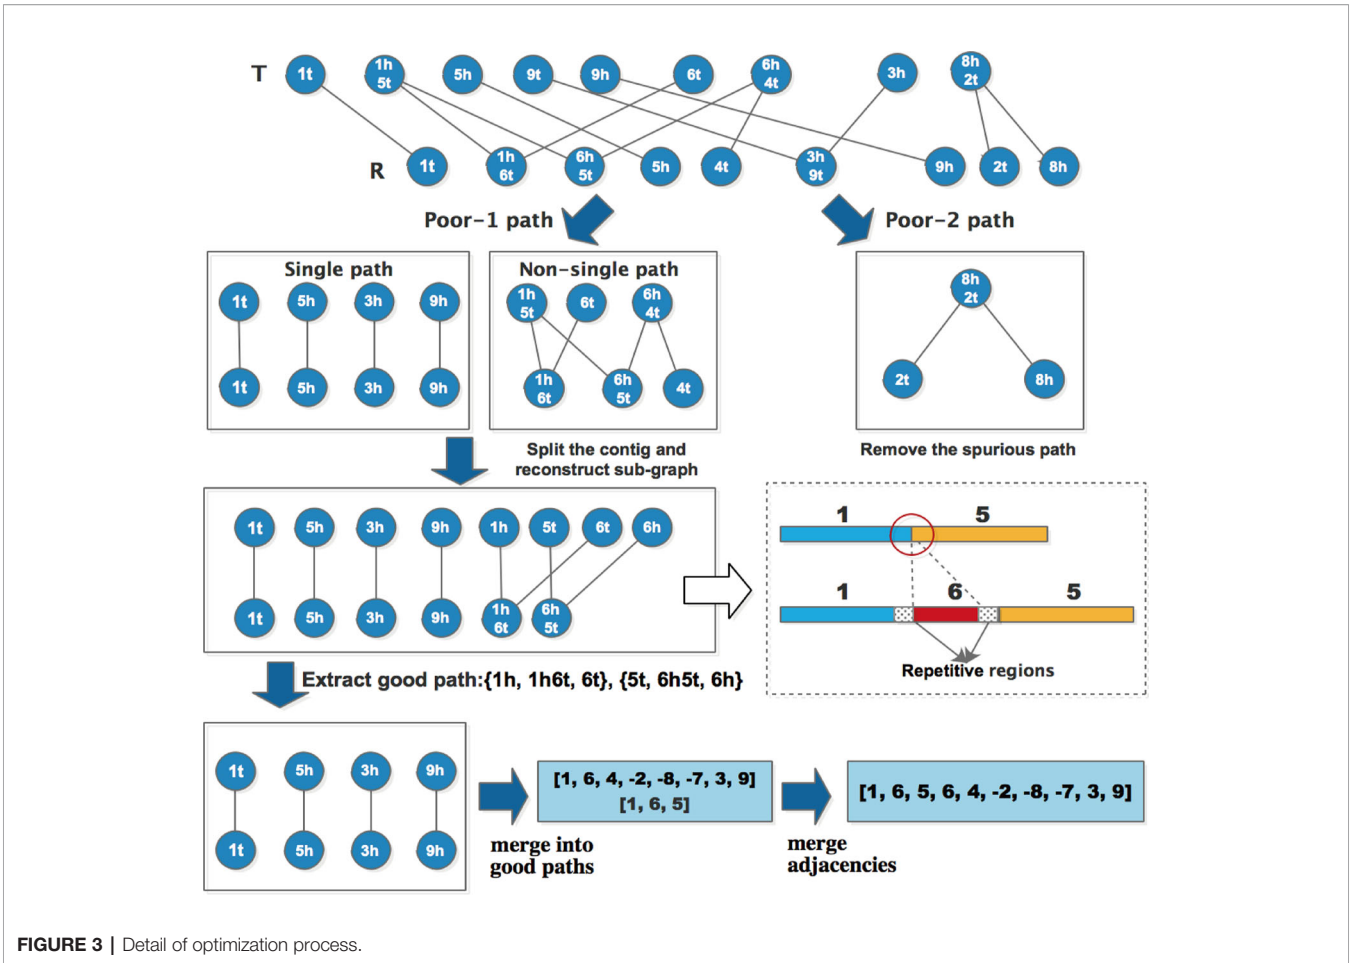 T
1t
1h
5t
5h
9t
9h
6t
6h
4t
3h
8h
2t
R
1t
1h
6t
6h
5t
5h
4t
3h
9t
9h
2t
8h
Poor-1 path
Poor-2 path
Single path
1t
5h
3h
9h
1t
5h
3h
9h
Non-single path
1h
5t
6t
6h
4t
1h
6t
6h
5t
4t
8h
2t
2t
8h
Split the contig and
reconstruct sub-graph
Remove the spurious path
1t
5h
3h
9h
1h
5t
6t
6h
1t
5h
3h
9h
1h
6t
6h
5t
1
5
1
6
5
Repetitive regions
Extract good path:{1h, 1h6t, 6t}, {5t, 6h5t, 6h}
1t
5h
3h
9h
1t
5h
3h
9h
[1, 6, 4, -2, -8, -7, 3, 9]
[1, 6, 5]
merge into
good paths
[1, 6, 5, 6, 4, -2, -8, -7, 3, 9]
merge
adjacencies
FIGURE 3 | Detail of optimization process.